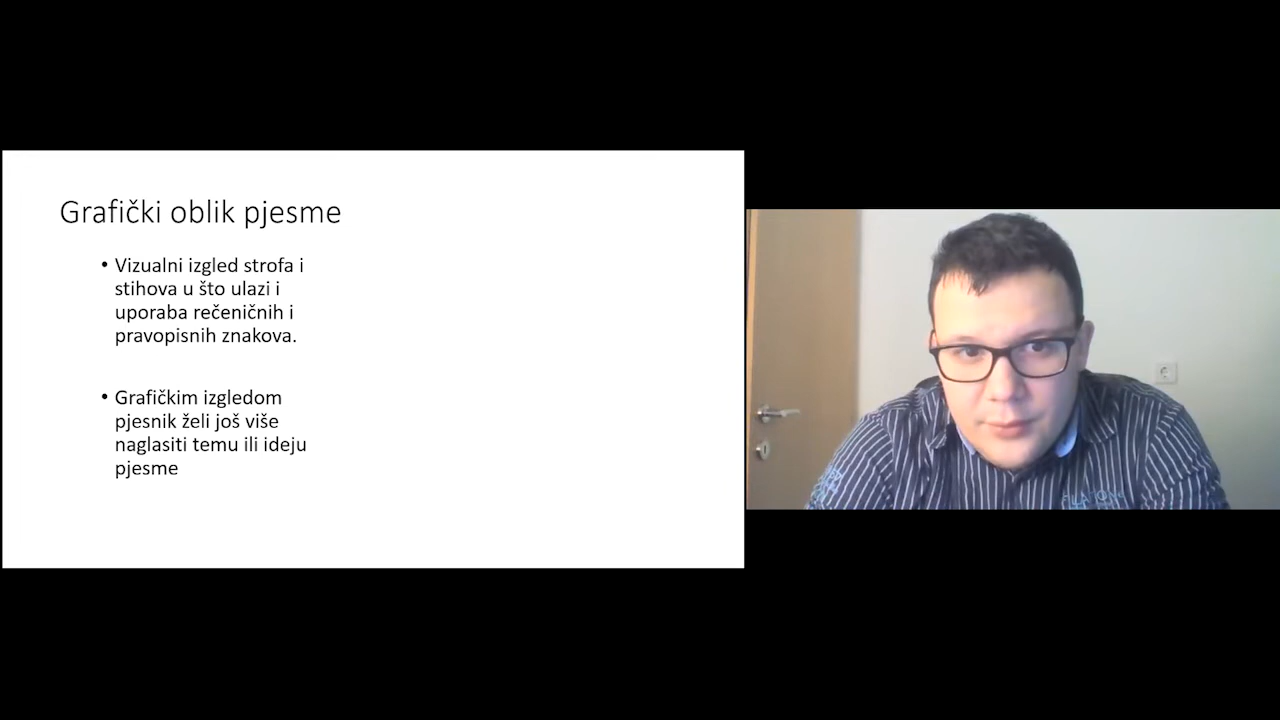 Grafički oblik pjesme
• Vizualni izgled strofa i
stihova u što ulazi i
uporaba rečeničnih i
pravopisnih znakova.
• Grafičkim izgledom
pjesnik želi još više
naglasiti temu ili ideju
pjesme